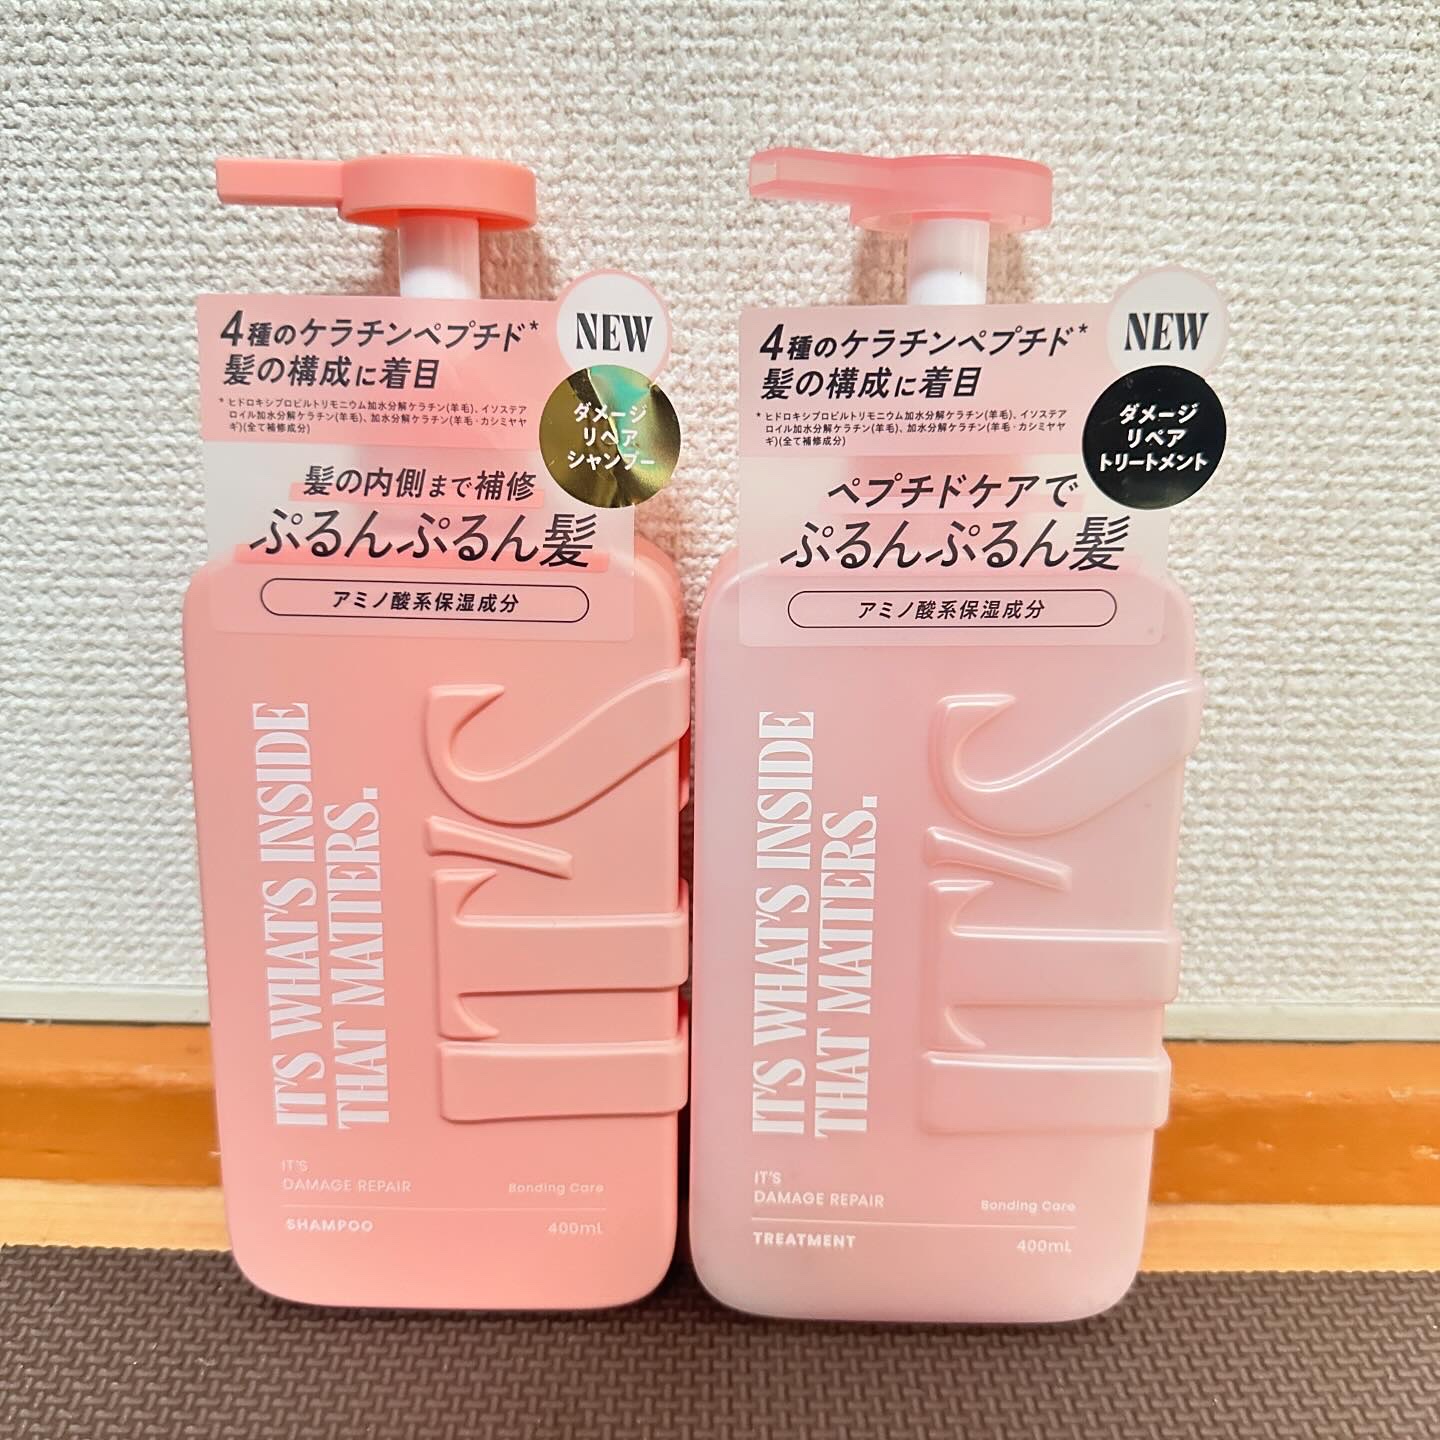 4種のケラチンペプチド*
髪の構成に着目
* ヒドロキシプロピルトリモニウム加水分解ケラチン(羊毛)、イソステア
ロイル加水分解ケラチン(羊毛)、加水分解ケラチン(羊毛・カシミヤヤ
ギ)(全て補修成分)
NEW
ダメージ
リペア
シャンプー
髪の内側まで補修
ぷるんぷるん髪
アミノ酸系保湿成分
IT'S WHAT'S INSIDE
THAT MATTERS.
IT'S
IT'S
DAMAGE REPAIR
Bonding Care
SHAMPOO
400mL
4種のケラチンペプチド*
髪の構成に着目
* ヒドロキシプロピルトリモニウム加水分解ケラチン(羊毛)、イソステア
ロイル加水分解ケラチン(羊毛)、加水分解ケラチン(羊毛・カシミヤヤ
ギ)(全て補修成分)
NEW
ダメージ
リペア
トリートメント
ペプチドケアで
ぷるんぷるん髪
アミノ酸系保湿成分
IT'S WHAT'S INSIDE
THAT MATTERS.
IT'S
IT'S
DAMAGE REPAIR
Bonding Care
TREATMENT
400mL